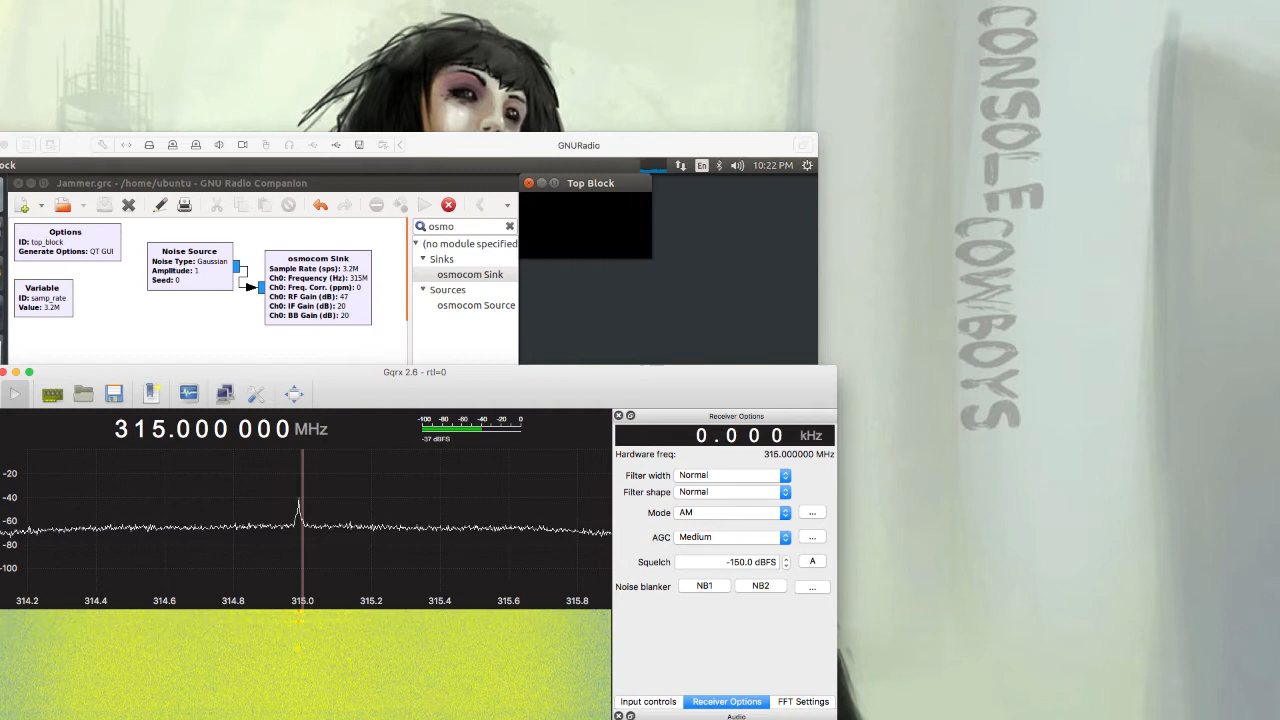 CONSOLE COWBOYS
GNURadio
ock
En
10:22 PM
Jammer.grc - /home/ubuntu - GNU Radio Companion
Top Block
osmo
Options
ID: top_block
Generate Options: QT GUI
Variable
ID: samp_rate
Value: 3.2M
Noise Source
Noise Type: Gaussian
Amplitude: 1
Seed: 0
osmocom Sink
Sample Rate (sps): 3.2M
Ch0: Frequency (Hz): 315M
Ch0: Freq. Corr. (ppm): 0
Ch0: RF Gain (dB): 47
Ch0: IF Gain (dB): 20
Ch0: BB Gain (dB): 20
(no module specified
Sinks
osmocom Sink
Sources
osmocom Source
Gqrx 2.6 - rtl=0
315.000 000 MHz
-100 -80 -60 -40 -20 0
-37 dBFS
-20
-40
-60
-80
-100
314.2 314.4 314.6 314.8 315.0 315.2 315.4 315.6 315.8
Receiver Options
0.000 kHz
Hardware freq: 315.000000 MHz
Filter width Normal
Filter shape Normal
Mode AM ...
AGC Medium ...
Squelch -150.0 dBFS A
Noise blanker NB1 NB2 ...
Input controls Receiver Options FFT Settings
Audio